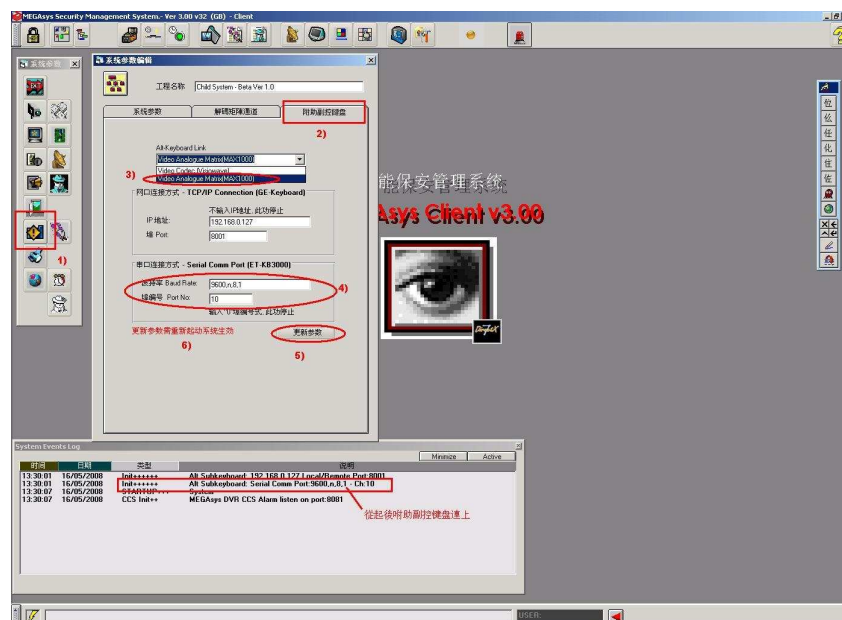 MEGAsys Security Management System.- Ver 3.00 v32 (GB) - Client
系统参数
系系统参数编辑
工程名称 Child System - Beta Ver 1.0
系统参数 解碼矩陣通道 附助副控键盘
2)
Alt-Keyboard Link
Video Analogue Matrix(MAX1000)
Video Codec (Visiowave)
3) Video Analogue Matrix(MAX1000)
网口连接方式 - TCP/IP Connection (GE-Keyboard)
不输入IP地址, 此功停止
IP 地址: 192.168.0.127
埠 Port: 8001
1)
串口连接方式 - Serial Comm Port (ET-KB3000)
Baud Rate: 9600,n,8,1
4)
埠编号 Port No: 10
输入 '0' 埠编号式, 此功停止
更新参数需重新起动系统生効
更新参数
6)
5)
能保安管理系统
Asys Client v3.00
位
任
化
System Events Log
Minimize Active
时间 日期 类型 说明
13:30:01 16/05/2008 Init++++++ Alt Subkeyboard: 192.168.0.127 Local/Remote Port:8001
13:30:01 16/05/2008 Init++++++ Alt Subkeyboard: Serial Comm Port:9600,n,8,1 - Ch:10
13:30:07 16/05/2008 STARTUP+++ System
13:30:07 16/05/2008 CCS Init++ MEGAsys DVR CCS Alarm listen on port:8081
從起後附助副控键盘連上
USER: